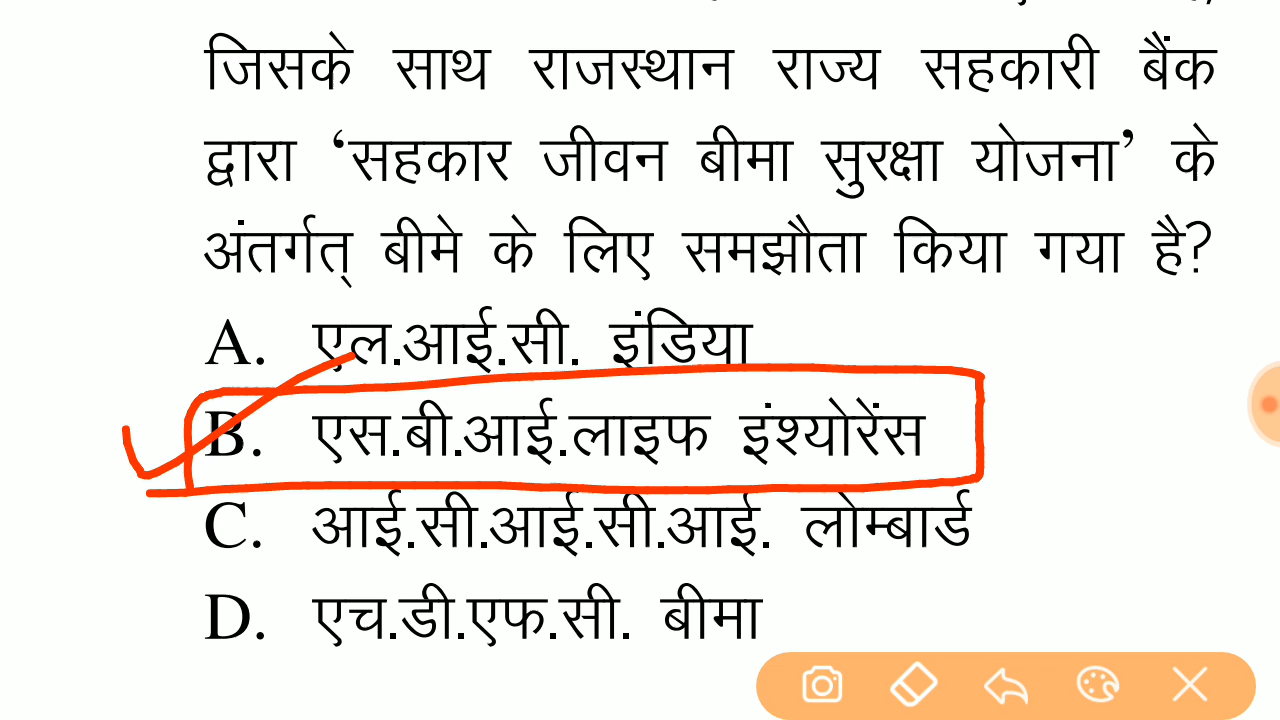 जिसके साथ राजस्थान राज्य सहकारी बैंक
द्वारा ‘सहकार जीवन बीमा सुरक्षा योजना’ के
अंतर्गत् बीमे के लिए समझौता किया गया है?
A. एल.आई.सी. इंडिया
B. एस.बी.आई.लाइफ इंश्योरेंस
C. आई.सी.आई.सी.आई. लोम्बार्ड
D. एच.डी.एफ.सी. बीमा